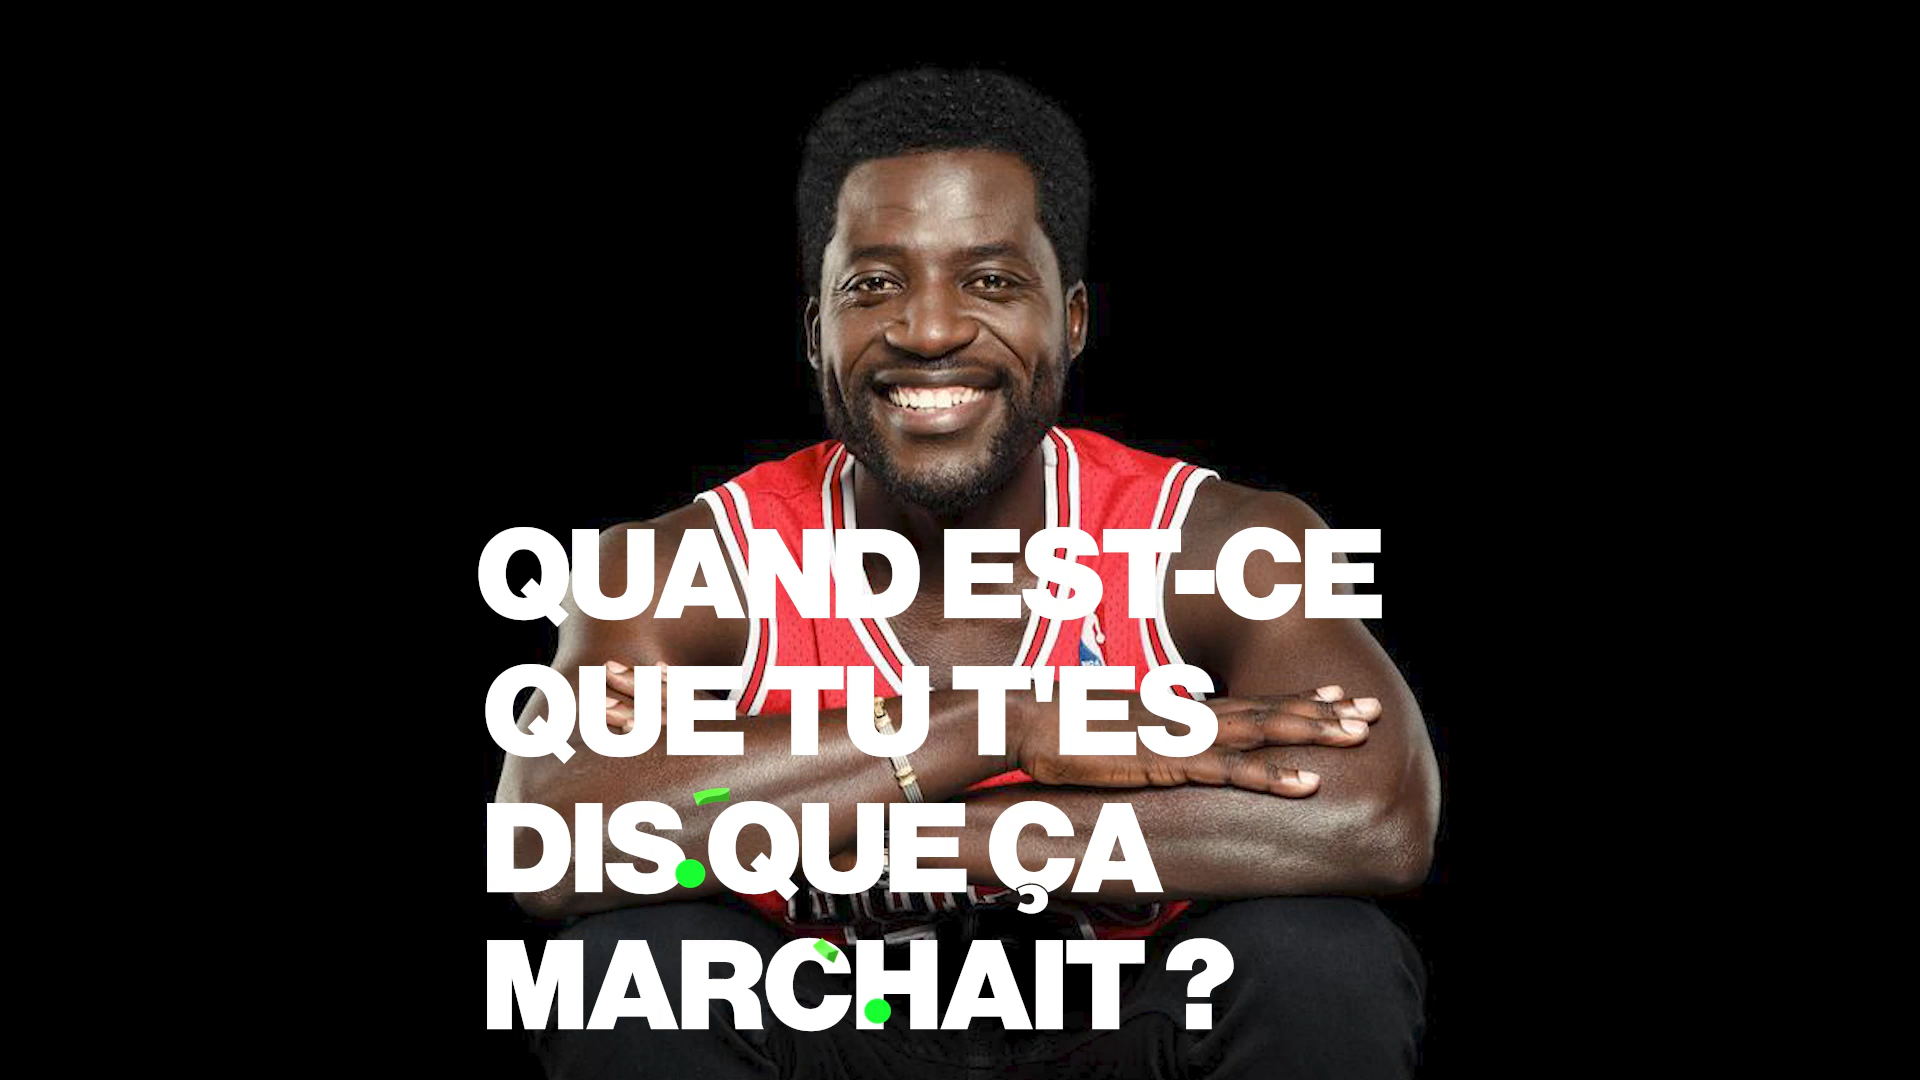 QUAND EST-CE
QUE TU T'ES
DIS QUE ÇA
MARCHAIT ?